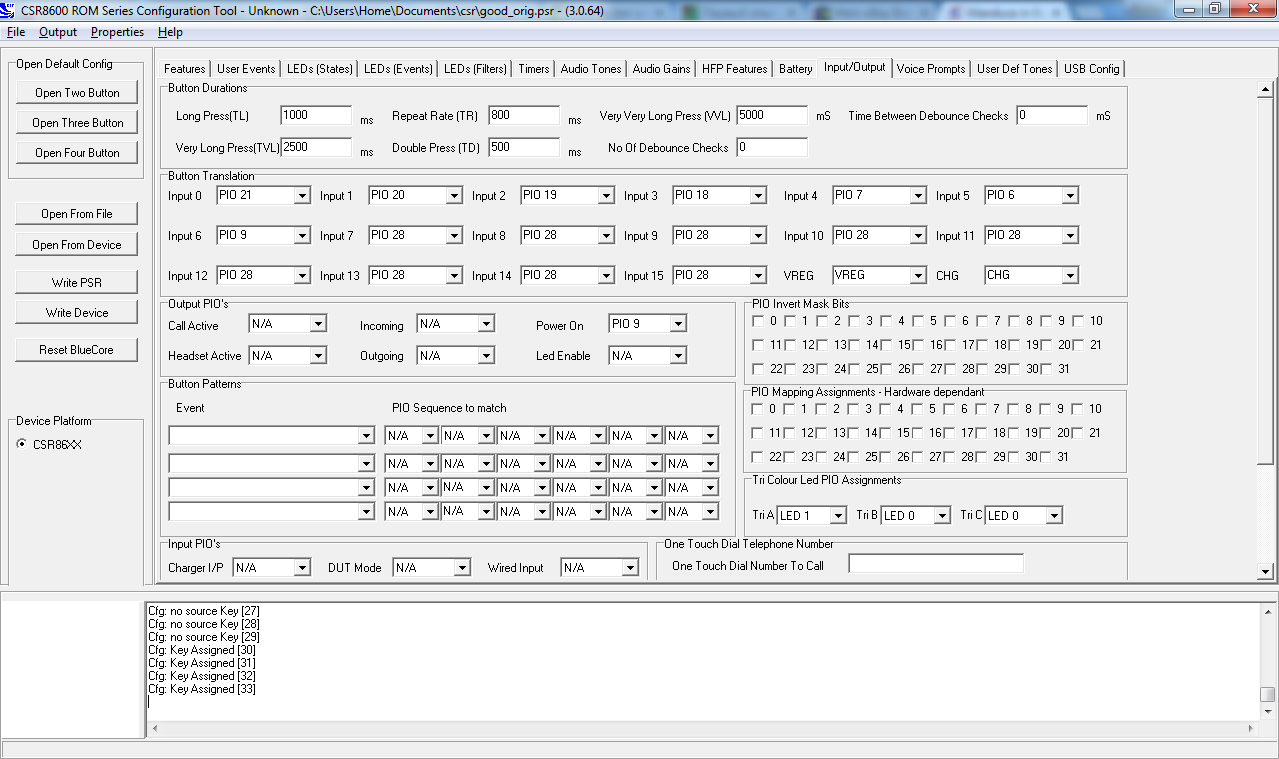 CSR8600 ROM Series Configuration Tool - Unknown - C:\Users\Home\Documents\csr\good_orig.psr - (3.0.64)
File Output Properties Help
Open Default Config
Open Two Button
Open Three Button
Open Four Button
Open From File
Open From Device
Write PSR
Write Device
Reset BlueCore
Device Platform
CSR86XX
Features User Events LEDs (States) LEDs (Events) LEDs (Filters) Timers Audio Tones Audio Gains HFP Features Battery Input/Output Voice Prompts User Def Tones USB Config
Button Durations
Long Press(TL) 1000 ms Repeat Rate (TR) 800 ms Very Very Long Press (VVL) 5000 mS Time Between Debounce Checks 0 mS
Very Long Press(TVL) 2500 ms Double Press (TD) 500 ms No Of Debounce Checks 0
Button Translation
Input 0 PIO 21 Input 1 PIO 20 Input 2 PIO 19 Input 3 PIO 18 Input 4 PIO 7 Input 5 PIO 6
Input 6 PIO 9 Input 7 PIO 28 Input 8 PIO 28 Input 9 PIO 28 Input 10 PIO 28 Input 11 PIO 28
Input 12 PIO 28 Input 13 PIO 28 Input 14 PIO 28 Input 15 PIO 28 VREG VREG CHG CHG
Output PIO's
Call Active N/A Incoming N/A Power On PIO 9
Headset Active N/A Outgoing N/A Led Enable N/A
PIO Invert Mask Bits
0 1 2 3 4 5 6 7 8 9 10
11 12 13 14 15 16 17 18 19 20 21
22 23 24 25 26 27 28 29 30 31
Button Patterns
Event PIO Sequence to match
N/A N/A N/A N/A N/A N/A
N/A N/A N/A N/A N/A N/A
N/A N/A N/A N/A N/A N/A
N/A N/A N/A N/A N/A N/A
PIO Mapping Assignments - Hardware dependant
0 1 2 3 4 5 6 7 8 9 10
11 12 13 14 15 16 17 18 19 20 21
22 23 24 25 26 27 28 29 30 31
Tri Colour Led PIO Assignments
Tri A LED 1 Tri B LED 0 Tri C LED 0
Input PIO's
Charger I/P N/A DUT Mode N/A Wired Input N/A
One Touch Dial Telephone Number
One Touch Dial Number To Call
Cfg: no source Key [27]
Cfg: no source Key [28]
Cfg: no source Key [29]
Cfg: Key Assigned [30]
Cfg: Key Assigned [31]
Cfg: Key Assigned [32]
Cfg: Key Assigned [33]